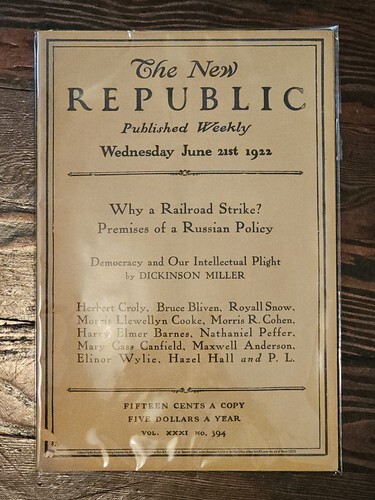 The New
REPUBLIC
Published Weekly
Wednesday June 21st 1922
Why a Railroad Strike?
Premises of a Russian Policy
Democracy and Our Intellectual Plight
by DICKINSON MILLER
Herbert Croly, Bruce Bliven, Royall Snow,
Morris Llewellyn Cooke, Morris R. Cohen,
Harry Elmer Barnes, Nathaniel Peffer,
Mary Cass Canfield, Maxwell Anderson,
Elinor Wylie, Hazel Hall and P. L.
FIFTEEN CENTS A COPY
FIVE DOLLARS A YEAR
VOL. XXXI NO. 394